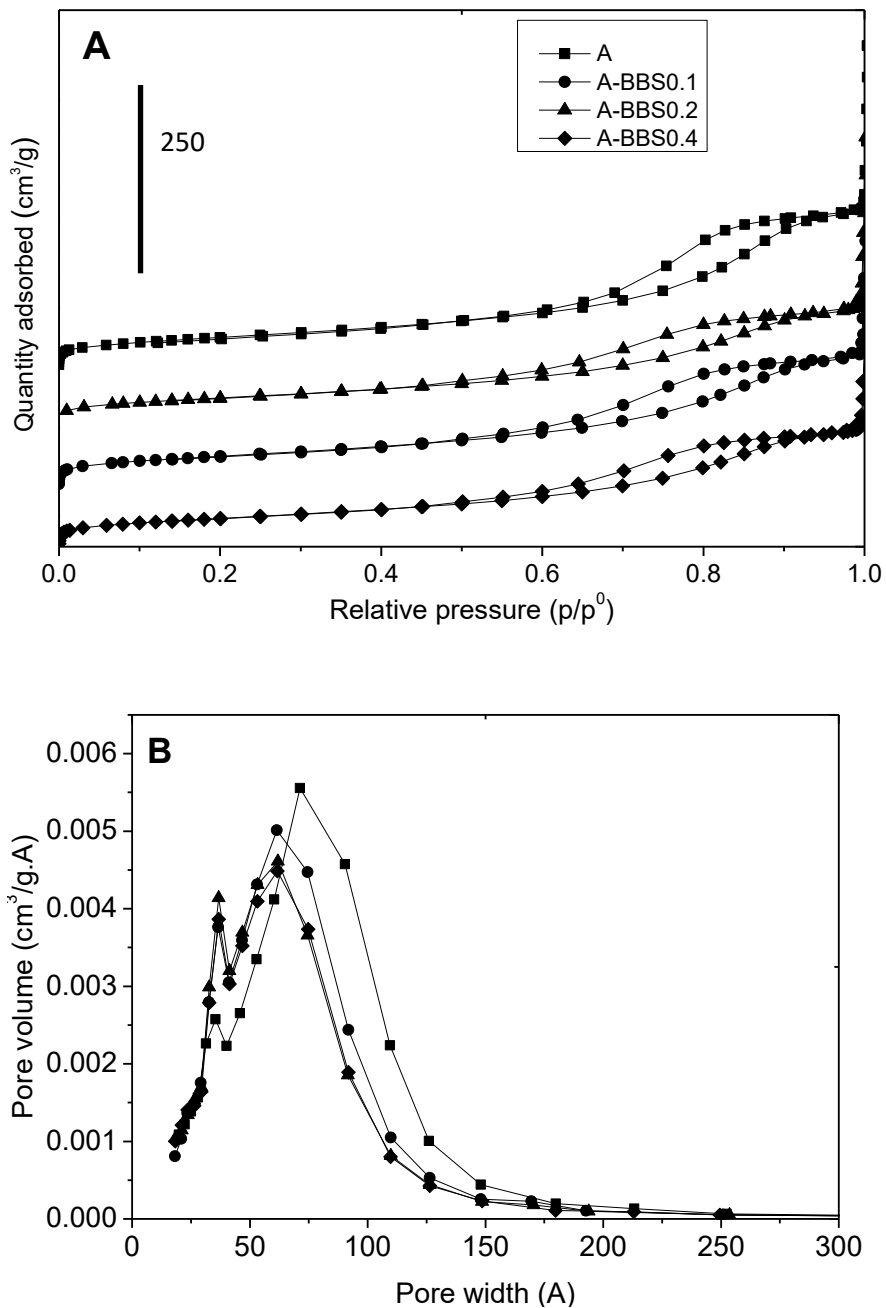 A
250
A
A-BBS0.1
A-BBS0.2
A-BBS0.4
Quantity adsorbed (cm³/g)
0.0 0.2 0.4 0.6 0.8 1.0
Relative pressure (p/p⁰)
B
0.006
0.005
0.004
0.003
0.002
0.001
0.000
Pore volume (cm³/g.A)
0 50 100 150 200 250 300
Pore width (A)